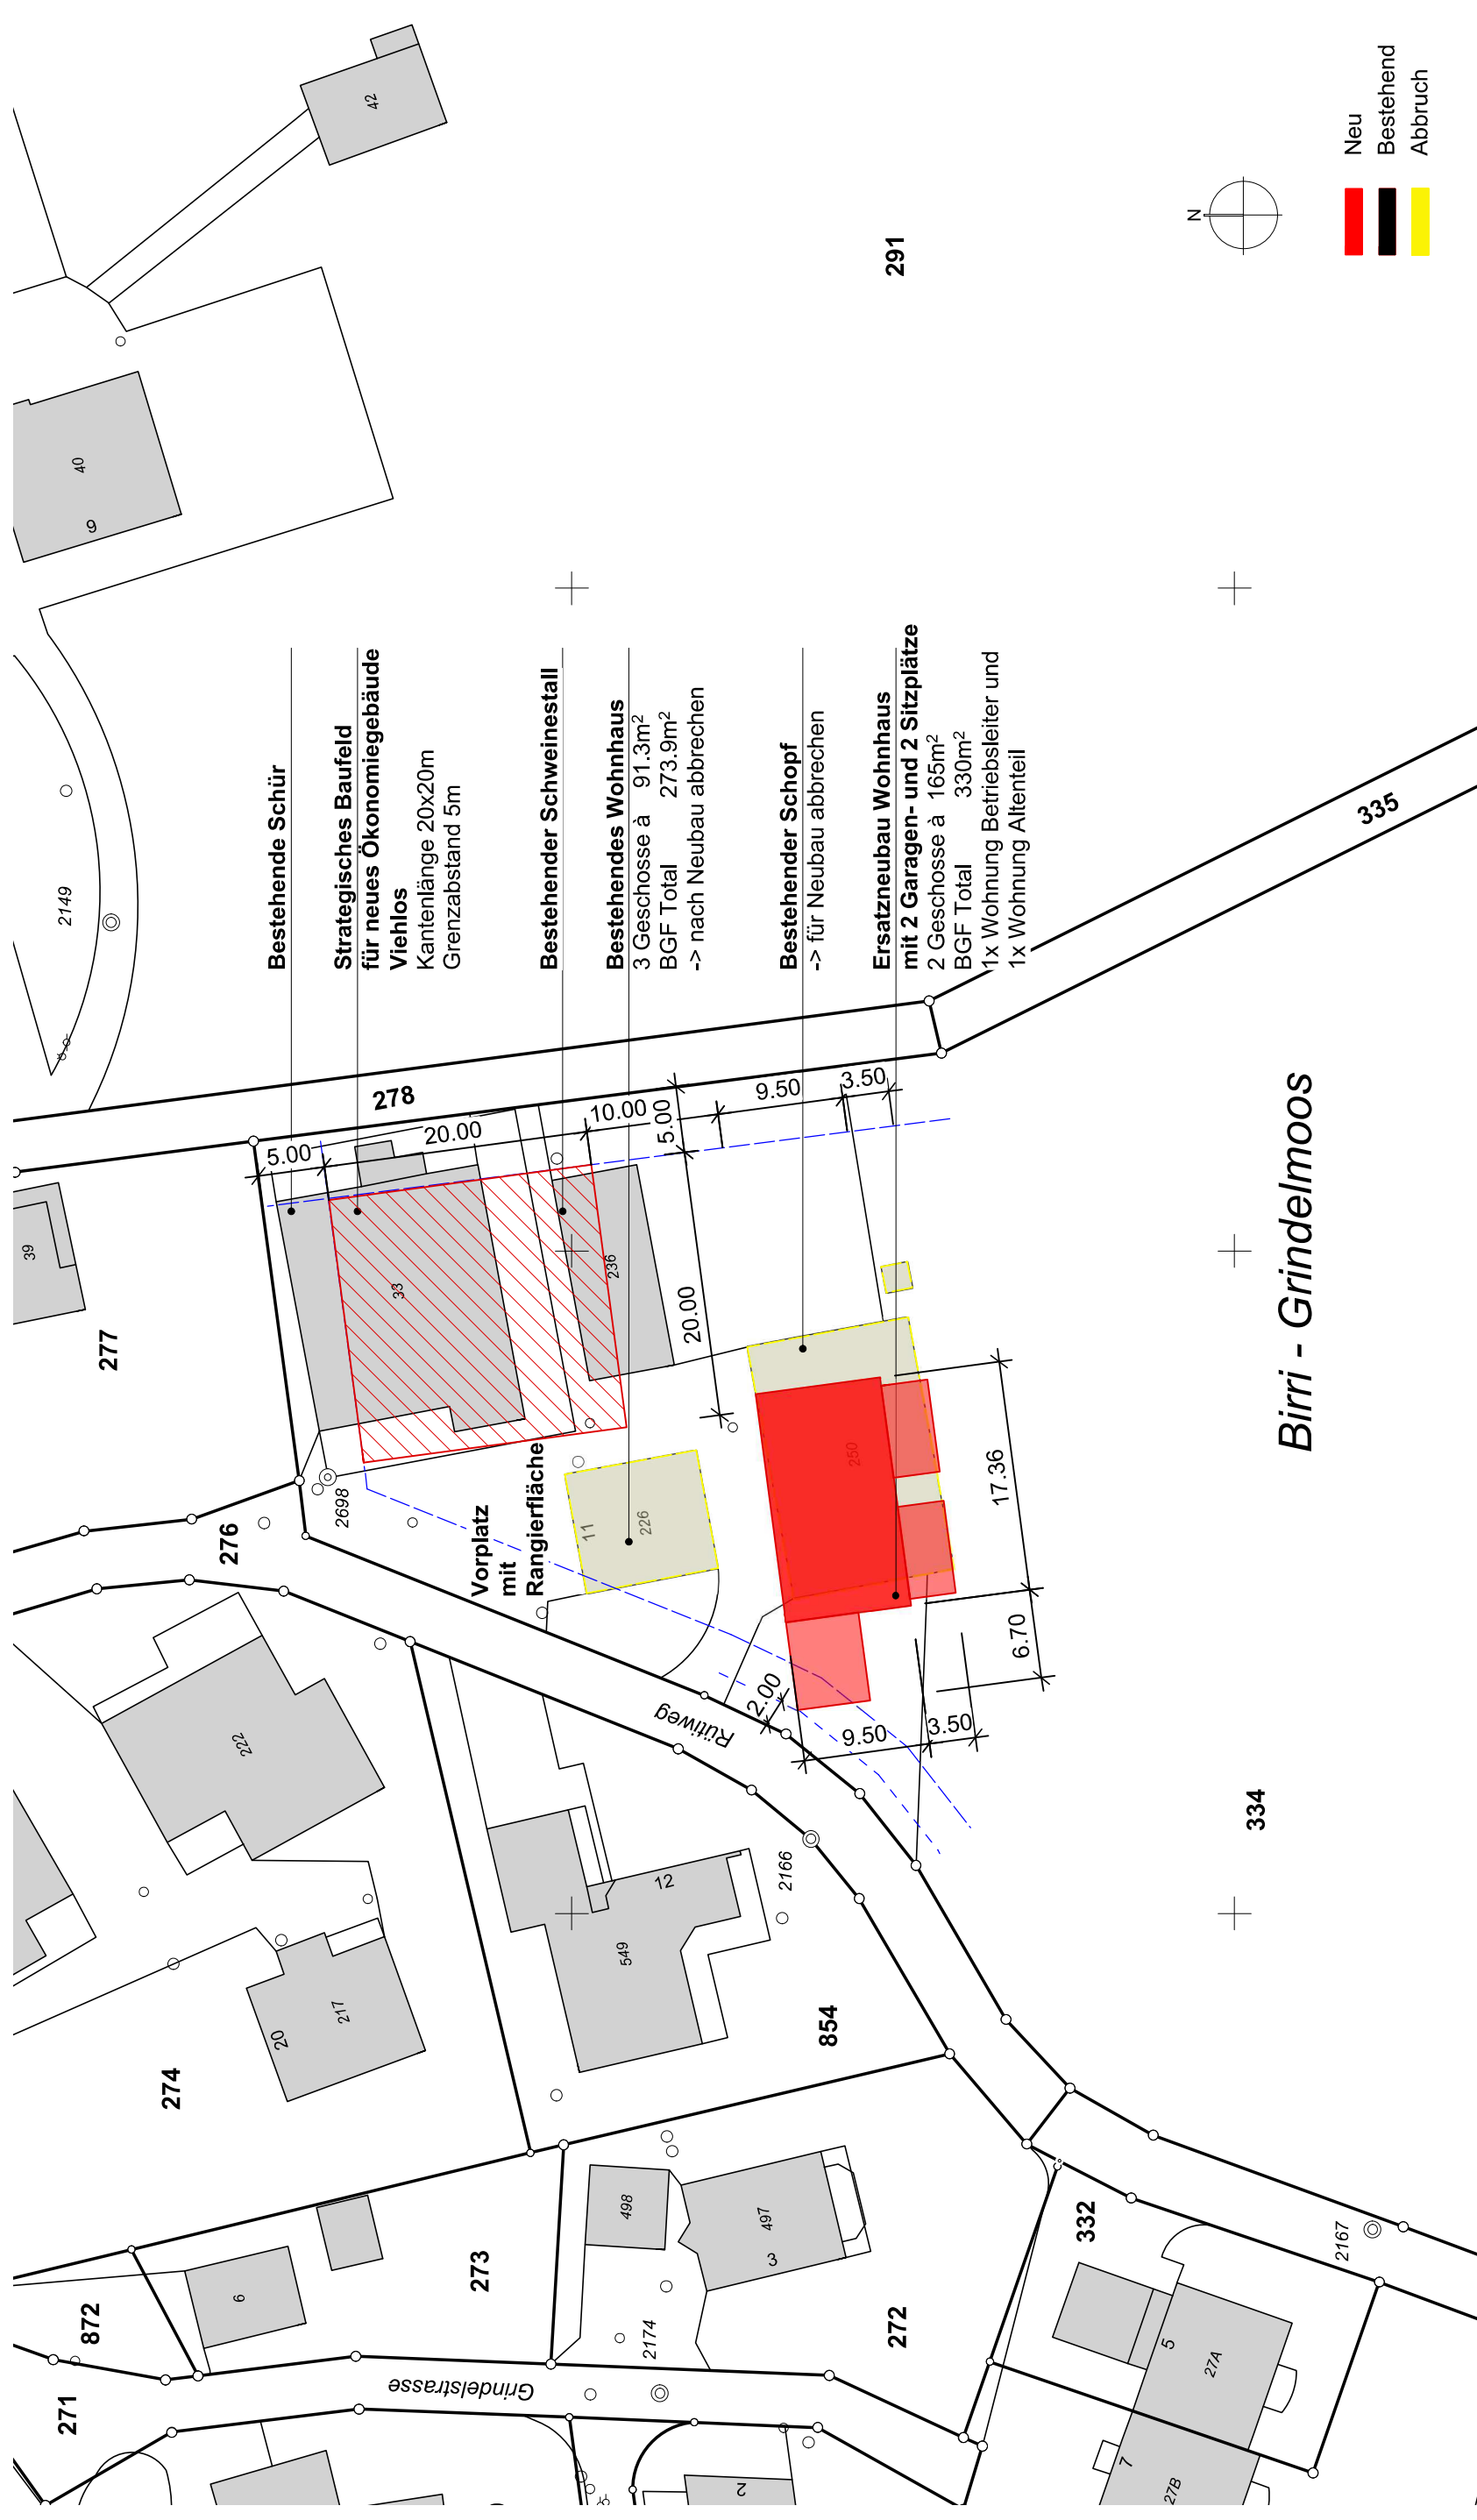 Bestehende Schür
Strategisches Baufeld
für neues Ökonomiegebäude
Viehlos
Kantenlänge 20x20m
Grenzabstand 5m
Bestehender Schweinestall
Bestehendes Wohnhaus
3 Geschosse à 91.3m²
BGF Total 273.9m²
-> nach Neubau abbrechen
Bestehender Schopf
-> für Neubau abbrechen
Ersatzneubau Wohnhaus
mit 2 Garagen- und 2 Sitzplätze
2 Geschosse à 165m²
BGF Total 330m²
1x Wohnung Betriebsleiter und
1x Wohnung Altenteil
Vorplatz
mit
Rangierfläche
Birri - Grindelmoos
N
Neu
Bestehend
Abbruch
42
40
9
291
2149
335
278
5.00
20.00
10.00
5.00
9.50
3.50
39
277
33
236
20.00
250
17.36
6.70
11
226
2698
276
Rütiweg
2.00
9.50
3.50
222
334
12
549
2166
854
217
20
274
498
497
3
273
6
872
332
2167
2174
272
271
Grindelstrasse
5
27A
7
27B
2